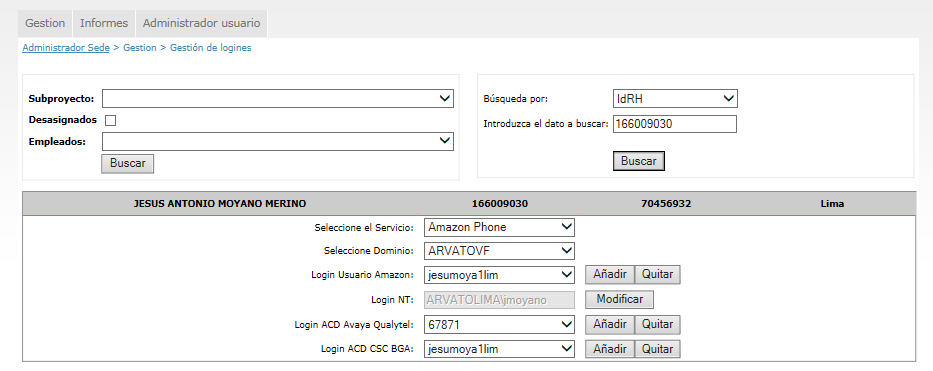 Gestion Informes Administrador usuario
Administrador Sede > Gestion > Gestión de logines
Subproyecto:
Desasignados
Empleados:
Buscar
Búsqueda por: IdRH
Introduzca el dato a buscar: 166009030
Buscar
JESUS ANTONIO MOYANO MERINO 166009030 70456932 Lima
Seleccione el Servicio: Amazon Phone
Seleccione Dominio: ARVATOVF
Login Usuario Amazon: jesumoya1lim Añadir Quitar
Login NT: ARVATOLIMA\jmoyano Modificar
Login ACD Avaya Qualytel: 67871 Añadir Quitar
Login ACD CSC BGA: jesumoya1lim Añadir Quitar